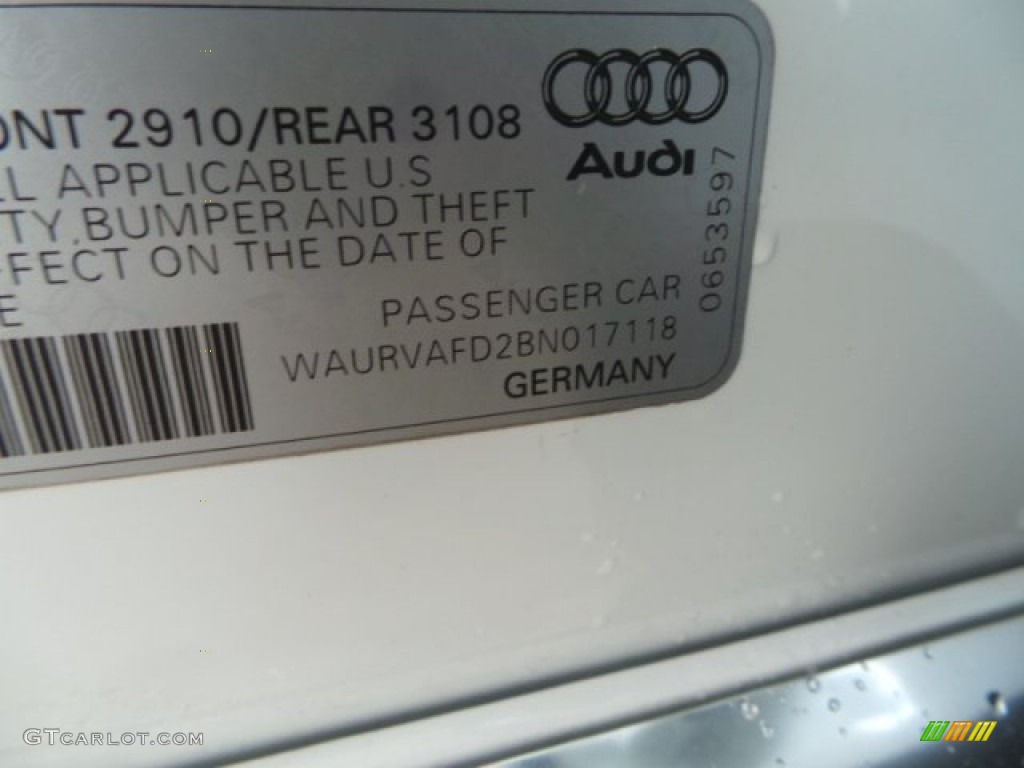 ONT 2910/REAR 3108
LL APPLICABLE U.S
TY, BUMPER AND THEFT
FFECT ON THE DATE OF
E
Audi
0653597
PASSENGER CAR
WAURVAFD2BN017118
GERMANY
GTCARLOT.COM